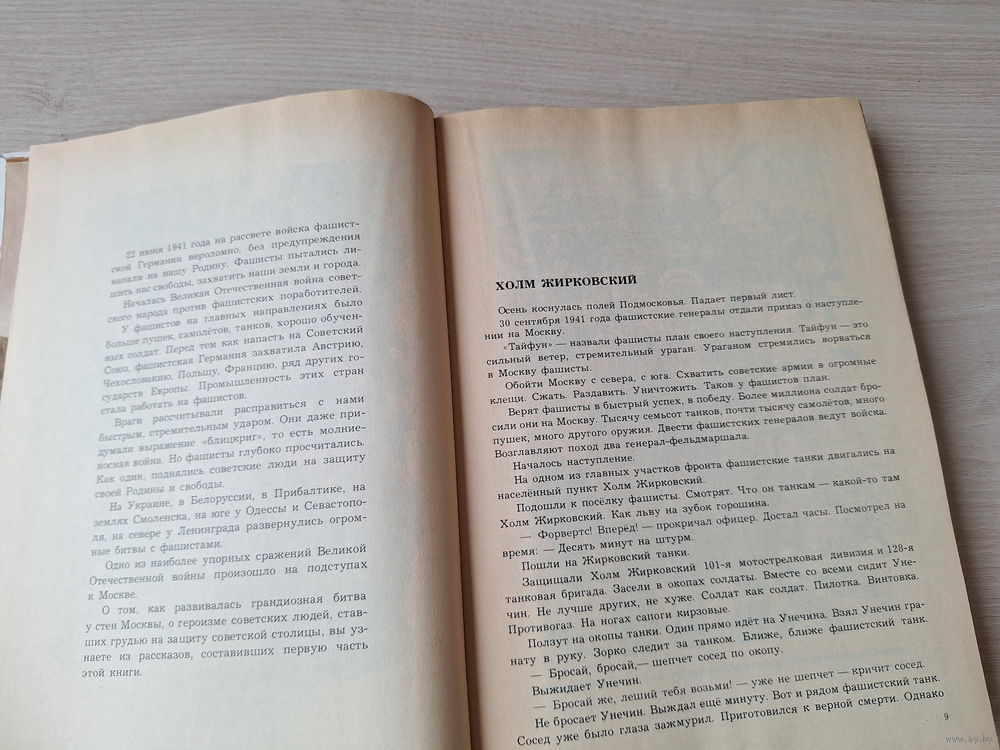 22 июня 1941 года на рассвете войска фашист-
ской Германии вероломно, без предупреждения
напали на нашу Родину. Фашисты пытались ли-
шить нас свободы, захватить наши земли и города.
Началась Великая Отечественная война совет-
ского народа против фашистских поработителей.
У фашистов на главных направлениях было
больше пушек, самолётов, танков, хорошо обучен-
ных солдат. Перед тем как напасть на Советский
Союз, фашистская Германия захватила Австрию,
Чехословакию, Польшу, Францию, ряд других го-
сударств Европы. Промышленность этих стран
стала работать на фашистов.
Враги рассчитывали расправиться с нами
быстрым, стремительным ударом. Они даже при-
думали выражение «блицкриг», то есть молние-
носная война. Но фашисты глубоко просчитались.
Как один, поднялись советские люди на защиту
своей Родины и свободы.
На Украине, в Белоруссии, в Прибалтике, на
землях Смоленска, на юге у Одессы и Севастопо-
ля, на севере у Ленинграда развернулись огром-
ные битвы с фашистами.
Одно из наиболее упорных сражений Великой
Отечественной войны произошло на подступах
к Москве.
О том, как развивалась грандиозная битва
у стен Москвы, о героизме советских людей, став-
ших грудью на защиту советской столицы, вы уз-
наете из рассказов, составивших первую часть
этой книги.
ХОЛМ ЖИРКОВСКИЙ
Осень коснулась полей Подмосковья. Падает первый лист.
30 сентября 1941 года фашистские генералы отдали приказ о наступле-
нии на Москву.
«Тайфун» — назвали фашисты план своего наступления. Тайфун — это
сильный ветер, стремительный ураган. Ураганом стремились ворваться
в Москву фашисты.
Обойти Москву с севера, с юга. Схватить советские армии в огромные
клещи. Сжать. Раздавить. Уничтожить. Таков у фашистов план.
Верят фашисты в быстрый успех, в победу. Более миллиона солдат бро-
сили они на Москву. Тысячу семьсот танков, почти тысячу самолётов, много
пушек, много другого оружия. Двести фашистских генералов ведут войска.
Возглавляют поход два генерал-фельдмаршала.
Началось наступление.
На одном из главных участков фронта фашистские танки двигались на
населённый пункт Холм Жирковский.
Подошли к посёлку фашисты. Смотрят. Что он танкам — какой-то там
Холм Жирковский. Как льву на зубок горошина.
— Форвертс! Вперёд! — прокричал офицер. Достал часы. Посмотрел на
время: — Десять минут на штурм.
Пошли на Жирковский танки.
Защищали Холм Жирковский 101-я мотострелковая дивизия и 128-я
танковая бригада. Засели в окопах солдаты. Вместе со всеми сидит Уне-
чин. Не лучше других, не хуже. Солдат как солдат. Пилотка. Винтовка.
Противогаз. На ногах сапоги кирзовые.
Ползут на окопы танки. Один прямо идёт на Унечина. Взял Унечин гра-
нату в руку. Зорко следит за танком. Ближе, ближе фашистский танк.
— Бросай, бросай,— шепчет сосед по окопу.
Выжидает Унечин.
— Бросай же, леший тебя возьми! — уже не шепчет — кричит сосед.
Не бросает Унечин. Выждал ещё минуту. Вот и рядом фашистский танк.
Сосед уже было глаза зажмурил. Приготовился к верной смерти. Однако
9
www.ay.by